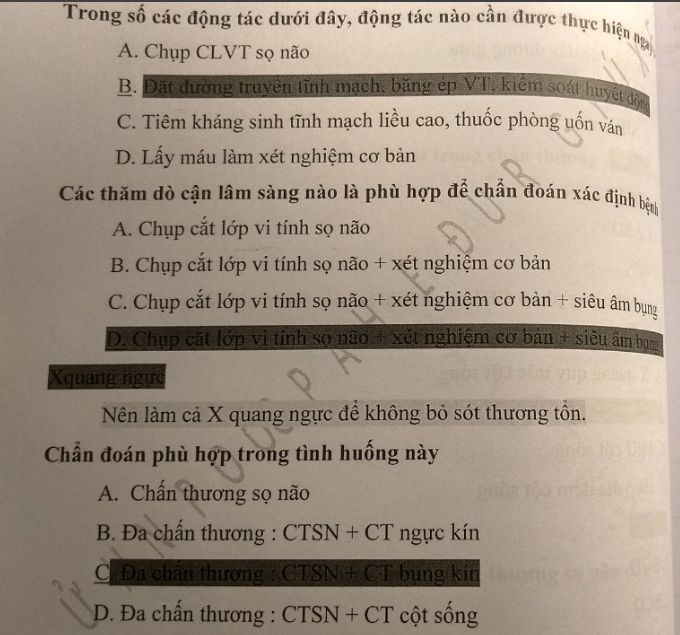 Trong số các động tác dưới đây, động tác nào cần được thực hiện ngay
A. Chụp CLVT sọ não
B. Đặt đường truyền tĩnh mạch, băng ép VT, kiểm soát huyết động
C. Tiêm kháng sinh tĩnh mạch liều cao, thuốc phòng uốn ván
D. Lấy máu làm xét nghiệm cơ bản
Các thăm dò cận lâm sàng nào là phù hợp để chẩn đoán xác định bệnh
A. Chụp cắt lớp vi tính sọ não
B. Chụp cắt lớp vi tính sọ não + xét nghiệm cơ bản
C. Chụp cắt lớp vi tính sọ não + xét nghiệm cơ bản + siêu âm bụng
D. Chụp cắt lớp vi tính sọ não + xét nghiệm cơ bản + siêu âm bụng
Xquang ngực
Nên làm cả X quang ngực để không bỏ sót thương tổn.
Chẩn đoán phù hợp trong tình huống này
A. Chấn thương sọ não
B. Đa chấn thương : CTSN + CT ngực kín
C. Đa chấn thương : CTSN + CT bụng kín
D. Đa chấn thương : CTSN + CT cột sống